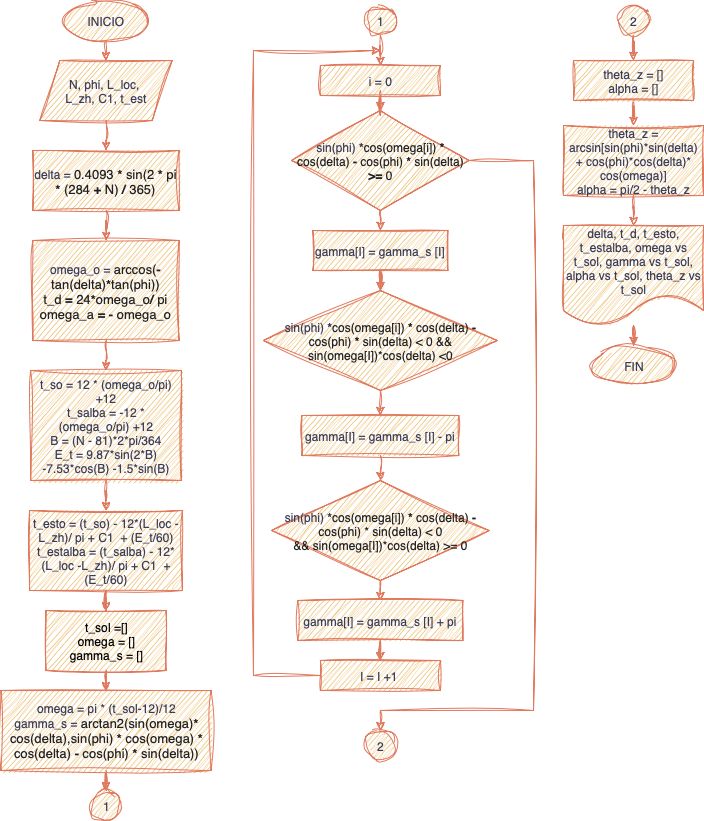 INICIO
N, phi, L_loc,
L_zh, C1, t_est
delta = 0.4093 * sin(2 * pi
* (284 + N) / 365)
omega_o = arccos(-
tan(delta)*tan(phi))
t_d = 24*omega_o/ pi
omega_a = - omega_o
t_so = 12 * (omega_o/pi)
+12
t_salba = -12 *
(omega_o/pi) +12
B = (N - 81)*2*pi/364
E_t = 9.87*sin(2*B)
-7.53*cos(B) -1.5*sin(B)
t_esto = (t_so) - 12*(L_loc -
L_zh)/ pi + C1 + (E_t/60)
t_estalba = (t_salba) - 12*
(L_loc -L_zh)/ pi + C1 +
(E_t/60)
t_sol =[]
omega = []
gamma_s = []
omega = pi * (t_sol-12)/12
gamma_s = arctan2(sin(omega)*
cos(delta),sin(phi) * cos(omega) *
cos(delta) - cos(phi) * sin(delta))
1
1
i = 0
sin(phi) *cos(omega[i]) *
cos(delta) - cos(phi) * sin(delta)
>= 0
gamma[I] = gamma_s [I]
sin(phi) *cos(omega[i]) * cos(delta) -
cos(phi) * sin(delta) < 0 &&
sin(omega[I])*cos(delta) <0
gamma[I] = gamma_s [I] - pi
sin(phi) *cos(omega[i]) * cos(delta) -
cos(phi) * sin(delta) < 0
&& sin(omega[I])*cos(delta) >= 0
gamma[I] = gamma_s [I] + pi
I = I +1
2
2
theta_z = []
alpha = []
theta_z =
arcsin[sin(phi)*sin(delta)
+ cos(phi)*cos(delta)*
cos(omega)]
alpha = pi/2 - theta_z
delta, t_d, t_esto,
t_estalba, omega vs
t_sol, gamma vs t_sol,
alpha vs t_sol, theta_z vs
t_sol
FIN